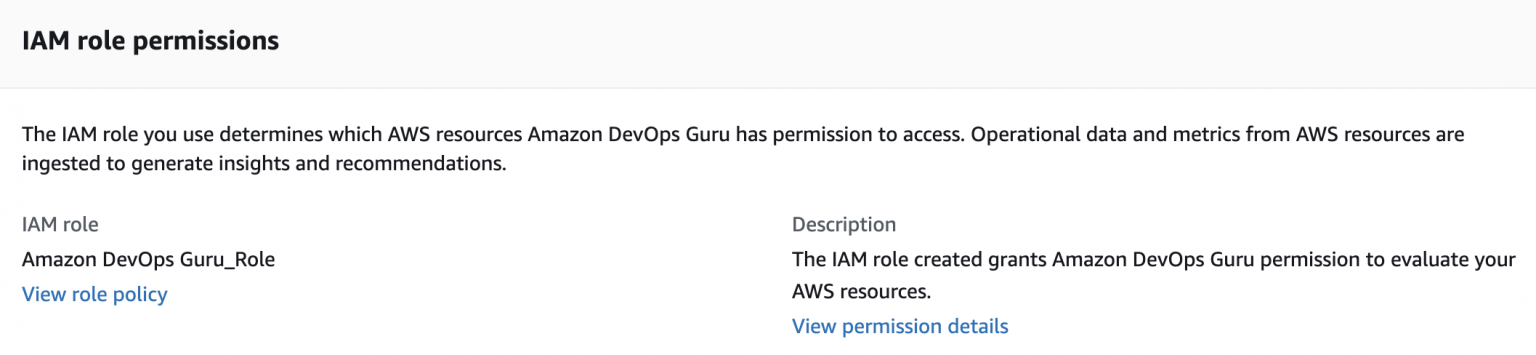 IAM role permissions
The IAM role you use determines which AWS resources Amazon DevOps Guru has permission to access. Operational data and metrics from AWS resources are
ingested to generate insights and recommendations.
IAM role
Amazon DevOps Guru_Role
View role policy
Description
The IAM role created grants Amazon DevOps Guru permission to evaluate your
AWS resources.
View permission details